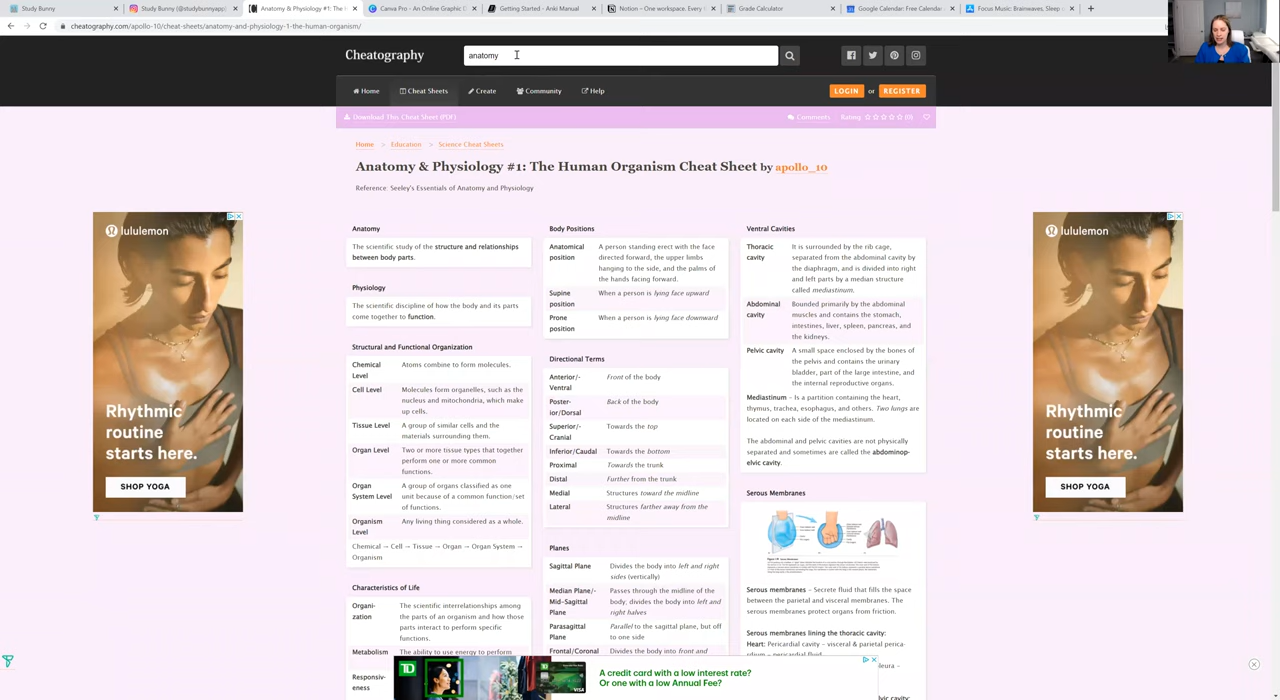 Study Bunny
Study Bunny (@studybunnyapp)
Anatomy & Physiology #1: The H
Canva Pro - An Online Graphic D
Getting Started - Anki Manual
Notion – One workspace. Every
Grade Calculator
Google Calendar: Free Calendar
Focus Music: Brainwaves, Sleep
cheatography.com/apollo-10/cheat-sheets/anatomy-and-physiology-1-the-human-organism/
Cheatography
anatomy
Home
Cheat Sheets
Create
Community
Help
LOGIN or REGISTER
Download This Cheat Sheet (PDF)
Comments
Rating (0)
Home > Education > Science Cheat Sheets
Anatomy & Physiology #1: The Human Organism Cheat Sheet by apollo_10
Reference: Seeley's Essentials of Anatomy and Physiology
Anatomy
The scientific study of the structure and relationships
between body parts.
Physiology
The scientific discipline of how the body and its parts
come together to function.
Structural and Functional Organization
Chemical Level
Atoms combine to form molecules.
Cell Level
Molecules form organelles, such as the
nucleus and mitochondria, which make
up cells.
Tissue Level
A group of similar cells and the
materials surrounding them.
Organ Level
Two or more tissue types that together
perform one or more common
functions.
Organ
System Level
A group of organs classified as one
unit because of a common function/set
of functions.
Organism
Level
Any living thing considered as a whole.
Chemical → Cell → Tissue → Organ → Organ System →
Organism
Characteristics of Life
Organi-
zation
The scientific interrelationships among
the parts of an organism and how those
parts interact to perform specific
functions.
Metabolism
The ability to use energy to perform
Responsiv-
eness
Body Positions
Anatomical
position
A person standing erect with the face
directed forward, the upper limbs
hanging to the side, and the palms of
the hands facing forward.
Supine
position
When a person is lying face upward
Prone
position
When a person is lying face downward
Directional Terms
Anterior/-
Ventral
Front of the body
Poster-
ior/Dorsal
Back of the body
Superior/-
Cranial
Towards the top
Inferior/Caudal
Towards the bottom
Proximal
Towards the trunk
Distal
Further from the trunk
Medial
Structures toward the midline
Lateral
Structures farther away from the
midline
Planes
Sagittal Plane
Divides the body into left and right
sides (vertically)
Median Plane/-
Mid-Sagittal
Plane
Passes through the midline of the
body, divides the body into left and
right halves
Parasagittal
Plane
Parallel to the sagittal plane, but off
to one side
Frontal/Coronal
Divides the body into front and
Ventral Cavities
Thoracic
cavity
It is surrounded by the rib cage,
separated from the abdominal cavity by
the diaphragm, and is divided into right
and left parts by a median structure
called mediastinum.
Abdominal
cavity
Bounded primarily by the abdominal
muscles and contains the stomach,
intestines, liver, spleen, pancreas, and
the kidneys.
Pelvic cavity
A small space enclosed by the bones of
the pelvis and contains the urinary
bladder, part of the large intestine, and
the internal reproductive organs.
Mediastinum – Is a partition containing the heart,
thymus, trachea, esophagus, and others. Two lungs are
located on each side of the mediastinum.
The abdominal and pelvic cavities are not physically
separated and sometimes are called the abdominop-
elvic cavity.
Serous Membranes
Serous membranes – Secrete fluid that fills the space
between the parietal and visceral membranes. The
serous membranes protect organs from friction.
Serous membranes lining the thoracic cavity:
Heart: Pericardial cavity – visceral & parietal perica-
rdium – pericardial fluid
lululemon
Rhythmic
routine
starts here.
SHOP YOGA
lululemon
Rhythmic
routine
starts here.
SHOP YOGA
TD
A credit card with a low interest rate?
Or one with a low Annual Fee?